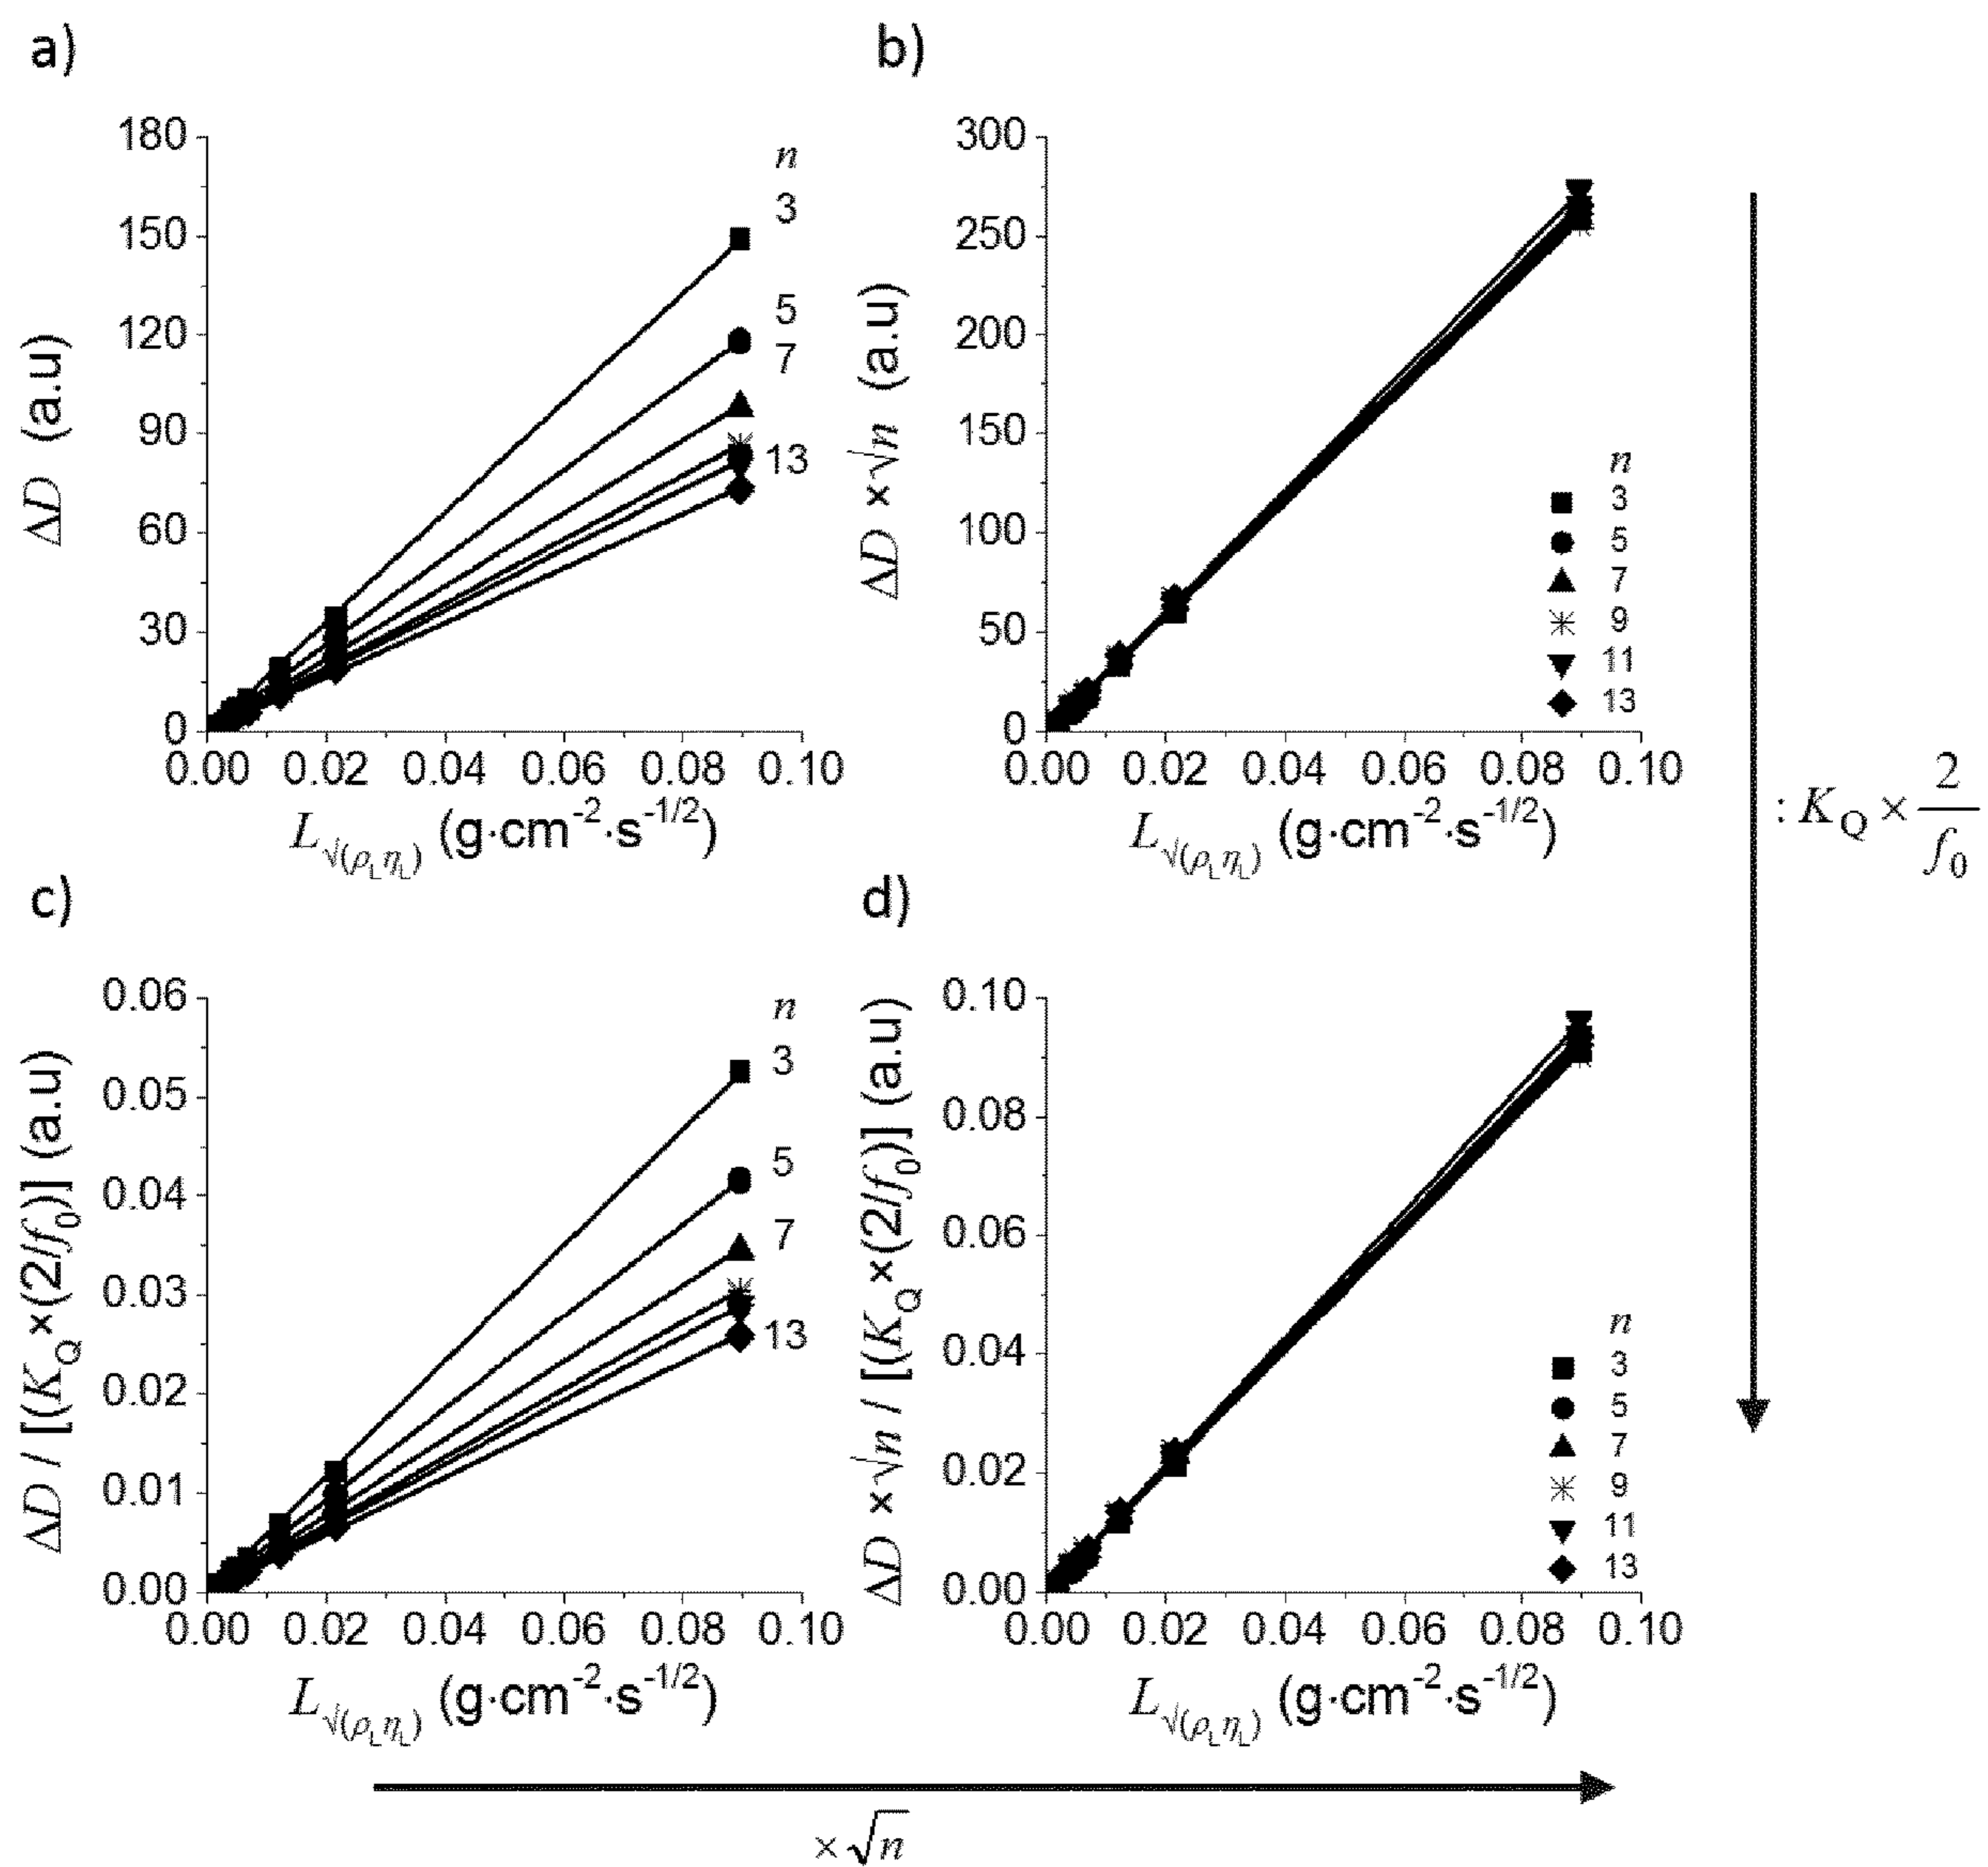 a)
180
150
120
90
60
30
0
ΔD (a.u)
n
3
5
7
13
0.00 0.02 0.04 0.06 0.08 0.10
L√(ρLηL) (g·cm-2·s-1/2)
b)
300
250
200
150
100
50
0
ΔD ×√n (a.u)
n
3
5
7
9
11
13
0.00 0.02 0.04 0.06 0.08 0.10
L√(ρLηL) (g·cm-2·s-1/2)
: KQ × 2/f0
c)
0.06
0.05
0.04
0.03
0.02
0.01
0.00
ΔD / [(KQ×(2/f0)] (a.u)
n
3
5
7
13
0.00 0.02 0.04 0.06 0.08 0.10
L√(ρLηL) (g·cm-2·s-1/2)
d)
0.10
0.08
0.06
0.04
0.02
0.00
ΔD ×√n / [(KQ×(2/f0)] (a.u)
n
3
5
7
9
11
13
0.00 0.02 0.04 0.06 0.08 0.10
L√(ρLηL) (g·cm-2·s-1/2)
×√n